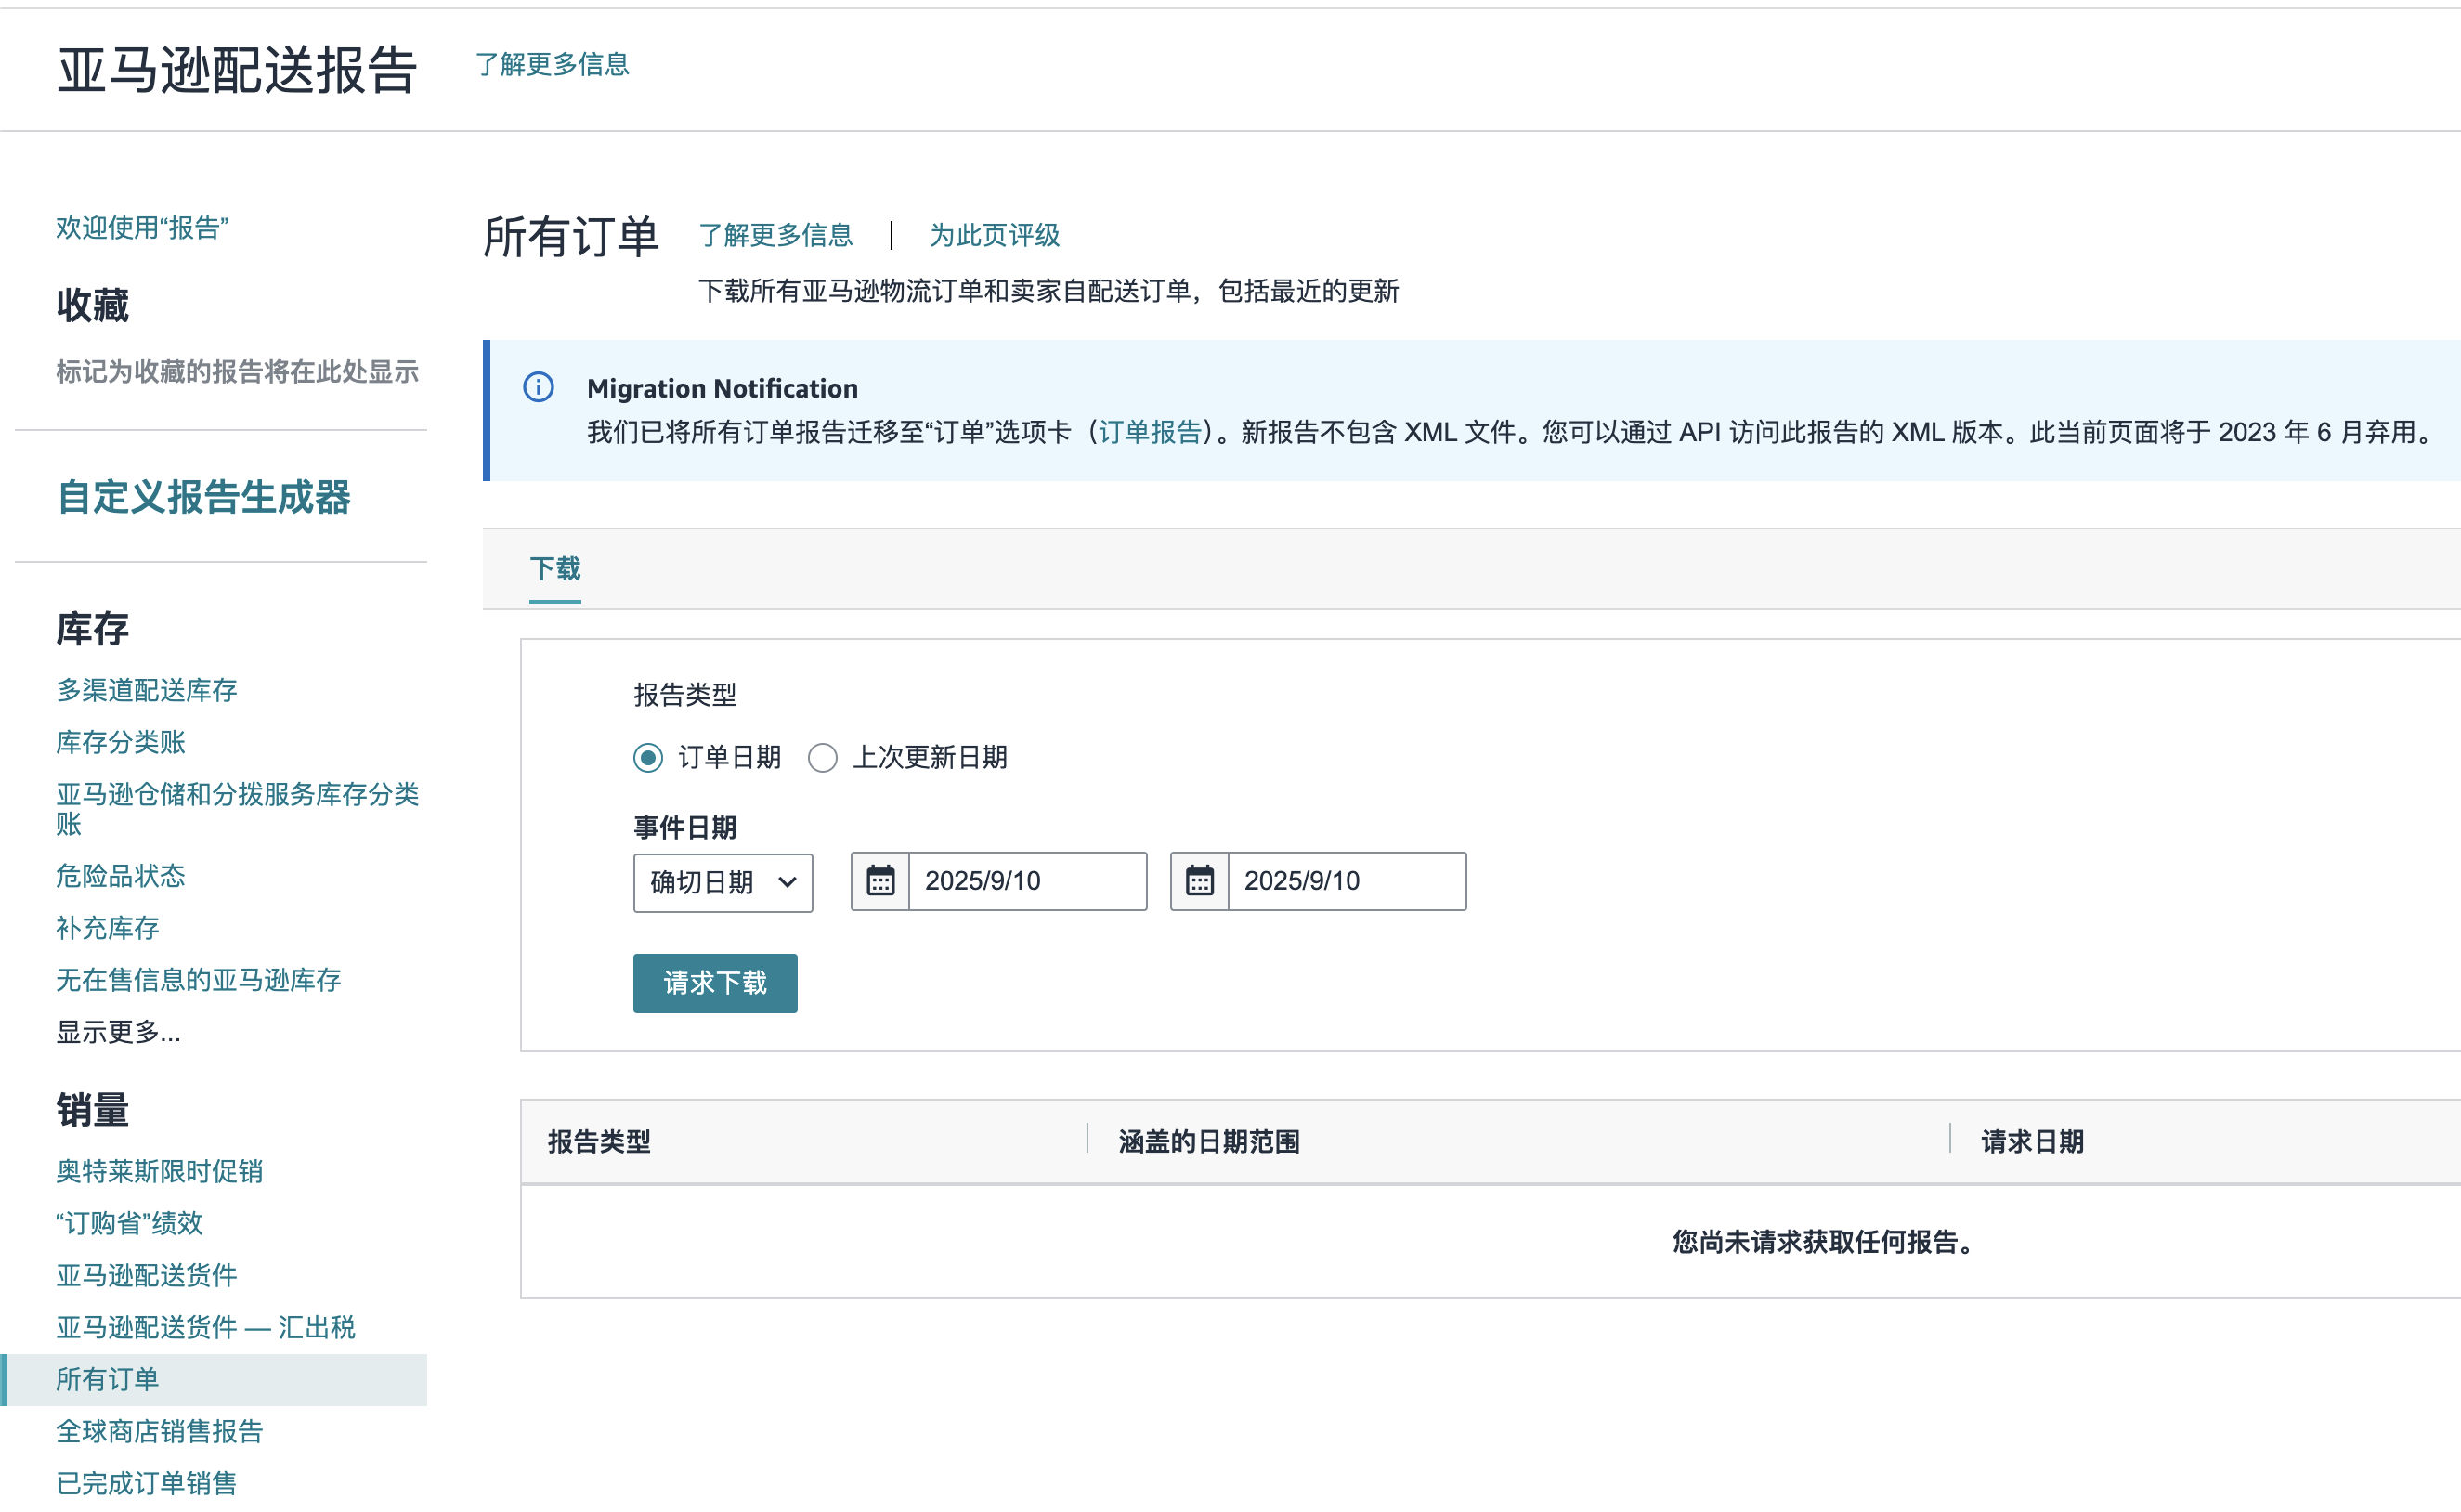 亚马逊配送报告 了解更多信息
欢迎使用“报告”
收藏
标记为收藏的报告将在此处显示
自定义报告生成器
库存
多渠道配送库存
库存分类账
亚马逊仓储和分拨服务库存分类
账
危险品状态
补充库存
无在售信息的亚马逊库存
显示更多...
销量
奥特莱斯限时促销
“订购省”绩效
亚马逊配送货件
亚马逊配送货件 — 汇出税
所有订单
全球商店销售报告
已完成订单销售
所有订单 了解更多信息 | 为此页评级
下载所有亚马逊物流订单和卖家自配送订单，包括最近的更新
Migration Notification
我们已将所有订单报告迁移至“订单”选项卡（订单报告）。新报告不包含 XML 文件。您可以通过 API 访问此报告的 XML 版本。此当前页面将于 2023 年 6 月弃用。
下载
报告类型
订单日期 上次更新日期
事件日期
确切日期 2025/9/10 2025/9/10
请求下载
报告类型 涵盖的日期范围 请求日期
您尚未请求获取任何报告。